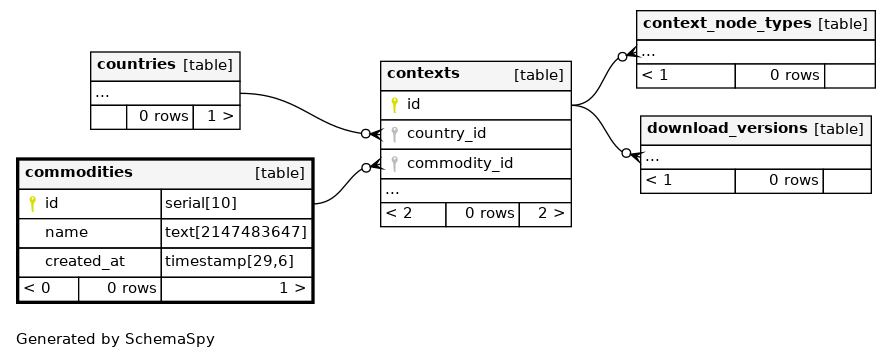 countries [table]
...
0 rows 1 >
commodities [table]
id serial[10]
name text[2147483647]
created_at timestamp[29,6]
< 0 0 rows 1 >
contexts [table]
id
country_id
commodity_id
...
< 2 0 rows 2 >
context_node_types [table]
...
< 1 0 rows
download_versions [table]
...
< 1 0 rows
Generated by SchemaSpy